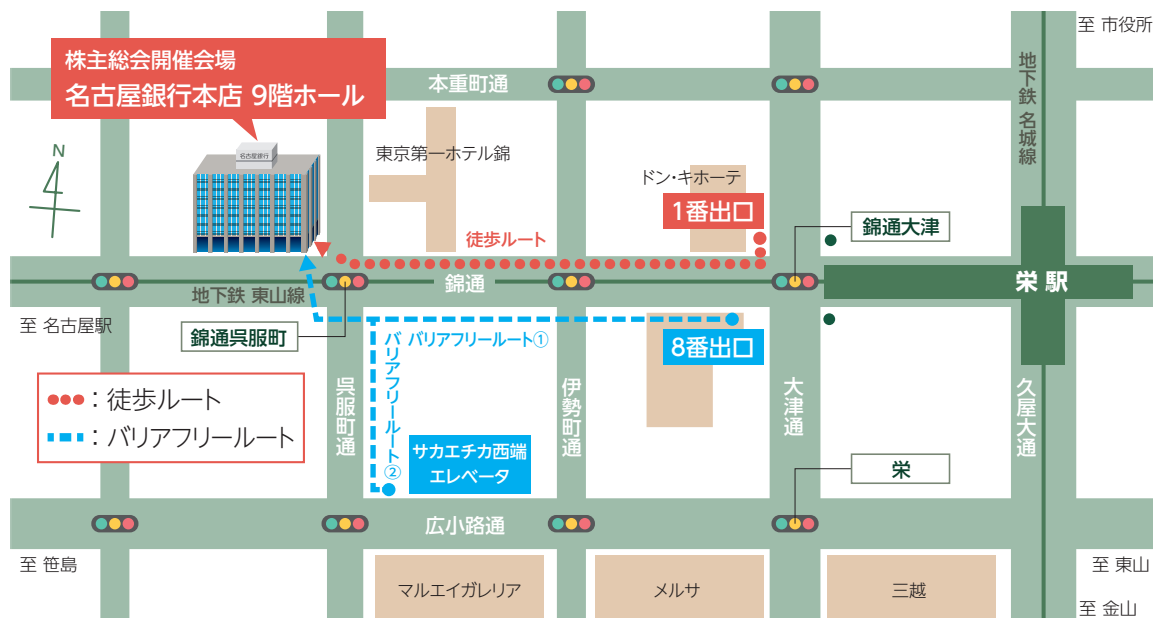 至 市役所
株主総会開催会場
名古屋銀行本店 9階ホール
本重町通
地下鉄 名城線
N
名古屋銀行
東京第一ホテル錦
ドン・キホーテ
1番出口
錦通大津
徒歩ルート
錦通
栄駅
地下鉄 東山線
至 名古屋駅
錦通呉服町
バリアフリールート①
8番出口
バリアフリールート②
●●●：徒歩ルート
：バリアフリールート
呉服町通
伊勢町通
大津通
久屋大通
サカエチカ西端
エレベータ
栄
広小路通
至 笹島
至 東山
マルエイガレリア
メルサ
三越
至 金山